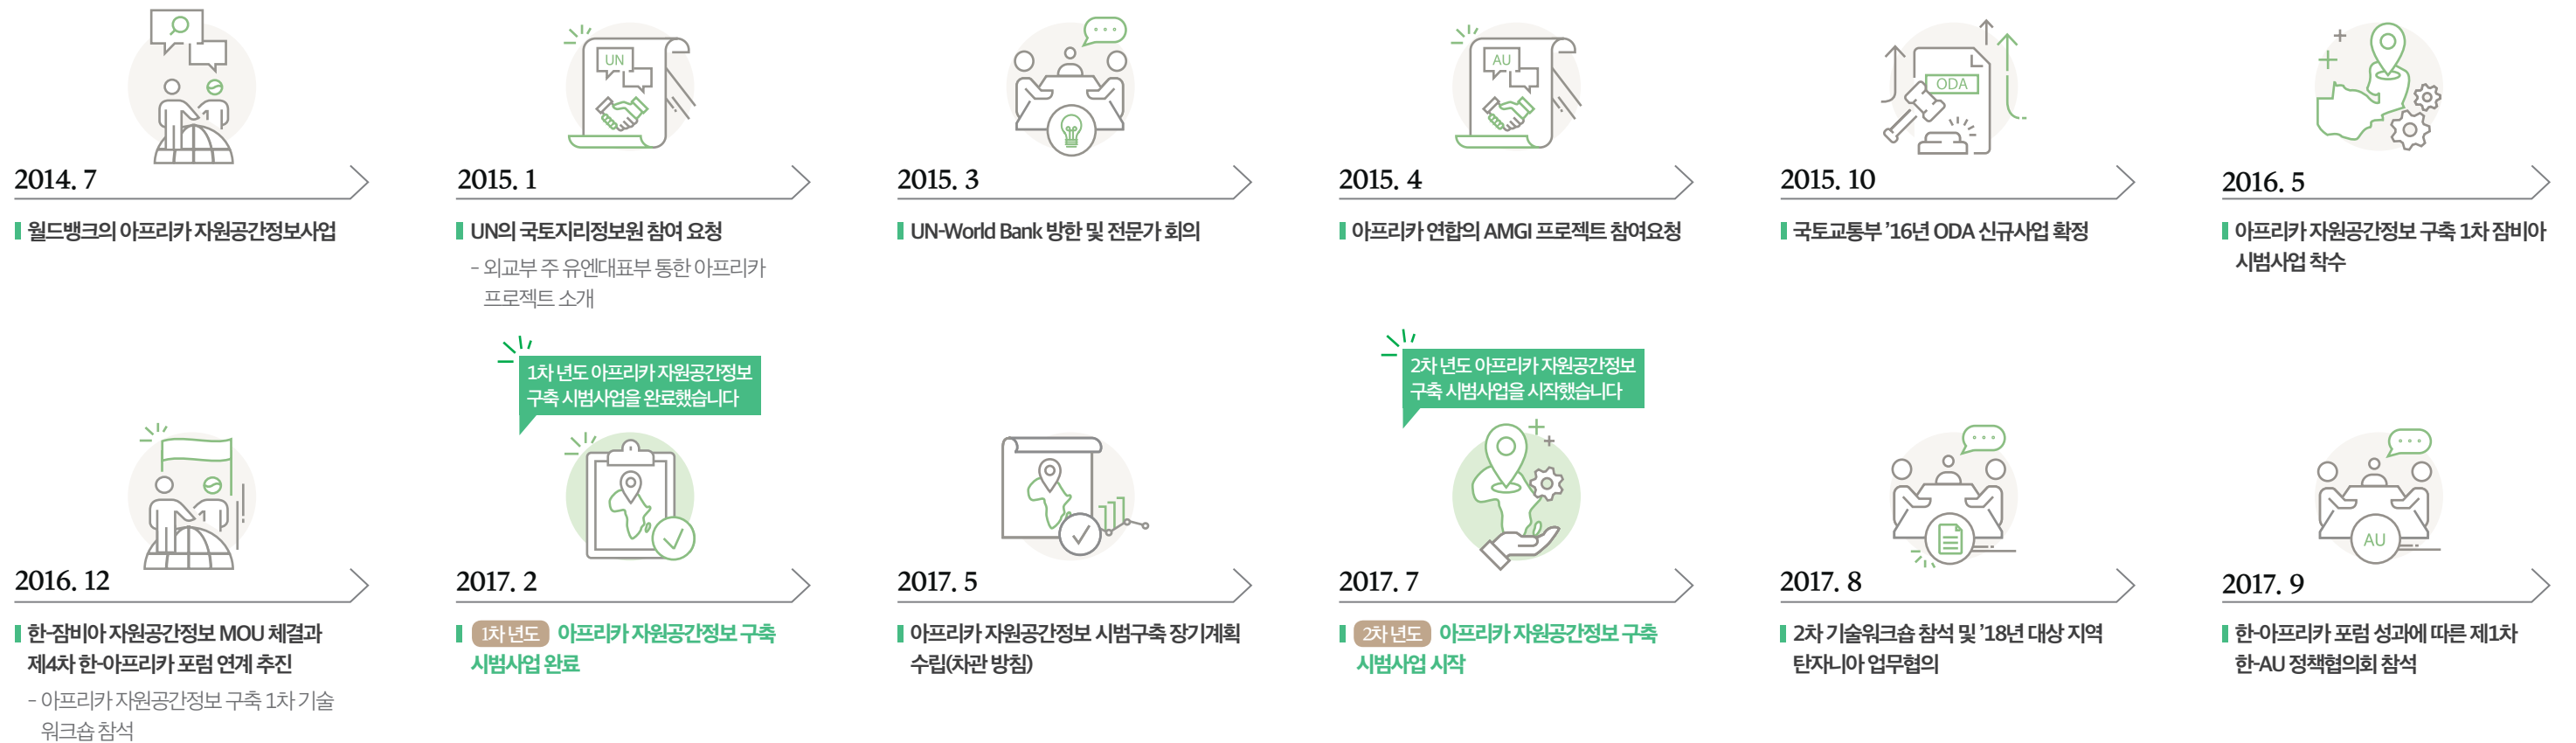 UN
AU
ODA
2014. 7
월드뱅크의 아프리카 자원공간정보사업
2015. 1
UN의 국토지리정보원 참여 요청
- 외교부 주 유엔대표부 통한 아프리카
프로젝트 소개
2015. 3
UN-World Bank 방한 및 전문가 회의
2015. 4
아프리카 연합의 AMGI 프로젝트 참여요청
2015. 10
국토교통부 ’16년 ODA 신규사업 확정
2016. 5
아프리카 자원공간정보 구축 1차 잠비아
시범사업 착수
1차 년도 아프리카 자원공간정보
구축 시범사업을 완료했습니다
2차 년도 아프리카 자원공간정보
구축 시범사업을 시작했습니다
AU
2016. 12
한-잠비아 자원공간정보 MOU 체결과
제4차 한-아프리카 포럼 연계 추진
- 아프리카 자원공간정보 구축 1차 기술
워크숍 참석
2017. 2
1차 년도 아프리카 자원공간정보 구축
시범사업 완료
2017. 5
아프리카 자원공간정보 시범구축 장기계획
수립(차관 방침)
2017. 7
2차 년도 아프리카 자원공간정보 구축
시범사업 시작
2017. 8
2차 기술워크숍 참석 및 ’18년 대상 지역
탄자니아 업무협의
2017. 9
한-아프리카 포럼 성과에 따른 제1차
한-AU 정책협의회 참석